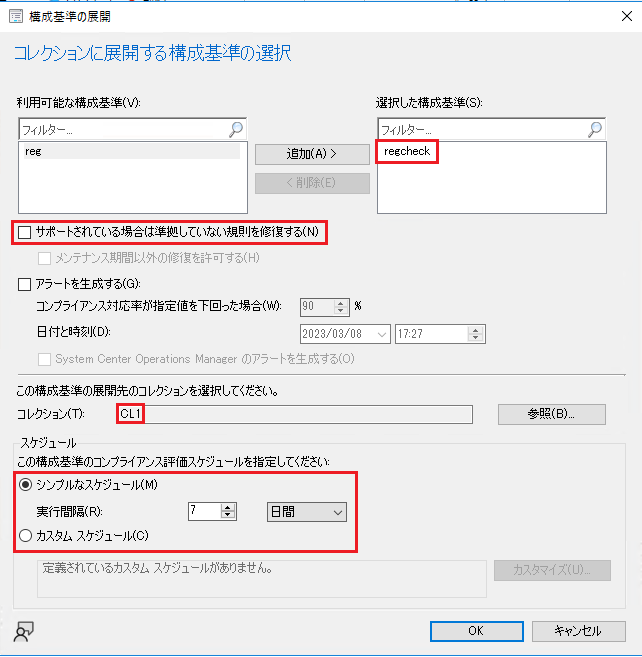 構成基準の展開
コレクションに展開する構成基準の選択
利用可能な構成基準(V):
選択した構成基準(S):
フィルター...
フィルター...
reg
追加(A) >
regcheck
< 削除(E)
サポートされている場合は準拠していない規則を修復する(N)
メンテナンス期間以外の修復を許可する(H)
アラートを生成する(G):
コンプライアンス対応率が指定値を下回った場合(W):
90
%
日付と時刻(D):
2023/03/08
17:27
System Center Operations Manager のアラートを生成する(O)
この構成基準の展開先のコレクションを選択してください。
コレクション(T):
CL1
参照(B)...
スケジュール
この構成基準のコンプライアンス評価スケジュールを指定してください:
シンプルなスケジュール(M)
実行間隔(R):
7
日間
カスタム スケジュール(C)
定義されているカスタム スケジュールがありません。
カスタマイズ(U)...
OK
キャンセル